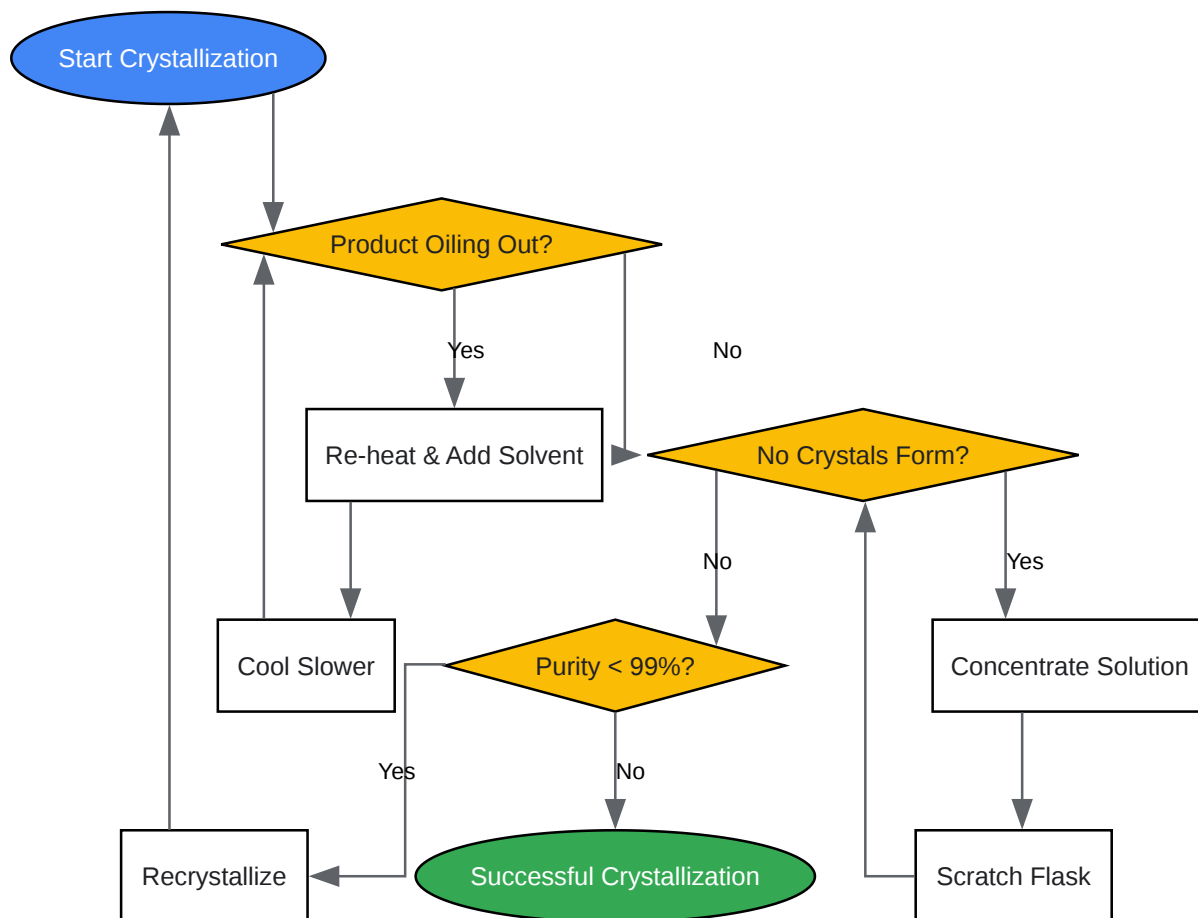 Start Crystallization
Product Oiling Out?
Yes
No
Re-heat & Add Solvent
No Crystals Form?
No
Yes
Cool Slower
Purity < 99%?
Concentrate Solution
Yes
No
Recrystallize
Successful Crystallization
Scratch Flask